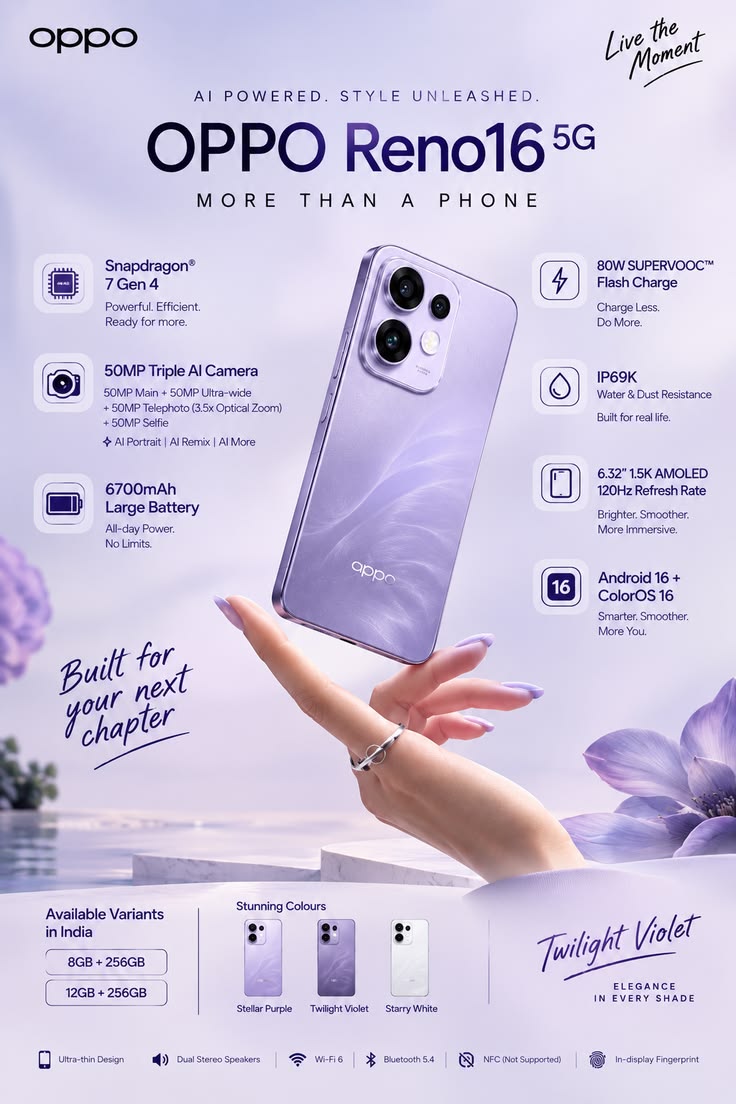 oppo
Live the
Moment
AI POWERED. STYLE UNLEASHED.
OPPO Reno16 5G
MORE THAN A PHONE
Snapdragon®
7 Gen 4
Powerful. Efficient.
Ready for more.
50MP Triple AI Camera
50MP Main + 50MP Ultra-wide
+ 50MP Telephoto (3.5x Optical Zoom)
+ 50MP Selfie
AI Portrait | AI Remix | AI More
6700mAh
Large Battery
All-day Power.
No Limits.
80W SUPERVOOC™
Flash Charge
Charge Less.
Do More.
IP69K
Water & Dust Resistance
Built for real life.
6.32” 1.5K AMOLED
120Hz Refresh Rate
Brighter. Smoother.
More Immersive.
16
Android 16 +
ColorOS 16
Smarter. Smoother.
More You.
oppo
Built for
your next
chapter
Available Variants
in India
8GB + 256GB
12GB + 256GB
Stunning Colours
Stellar Purple
Twilight Violet
Starry White
Twilight Violet
ELEGANCE
IN EVERY SHADE
Ultra-thin Design
Dual Stereo Speakers
Wi-Fi 6
Bluetooth 5.4
NFC (Not Supported)
In-display Fingerprint